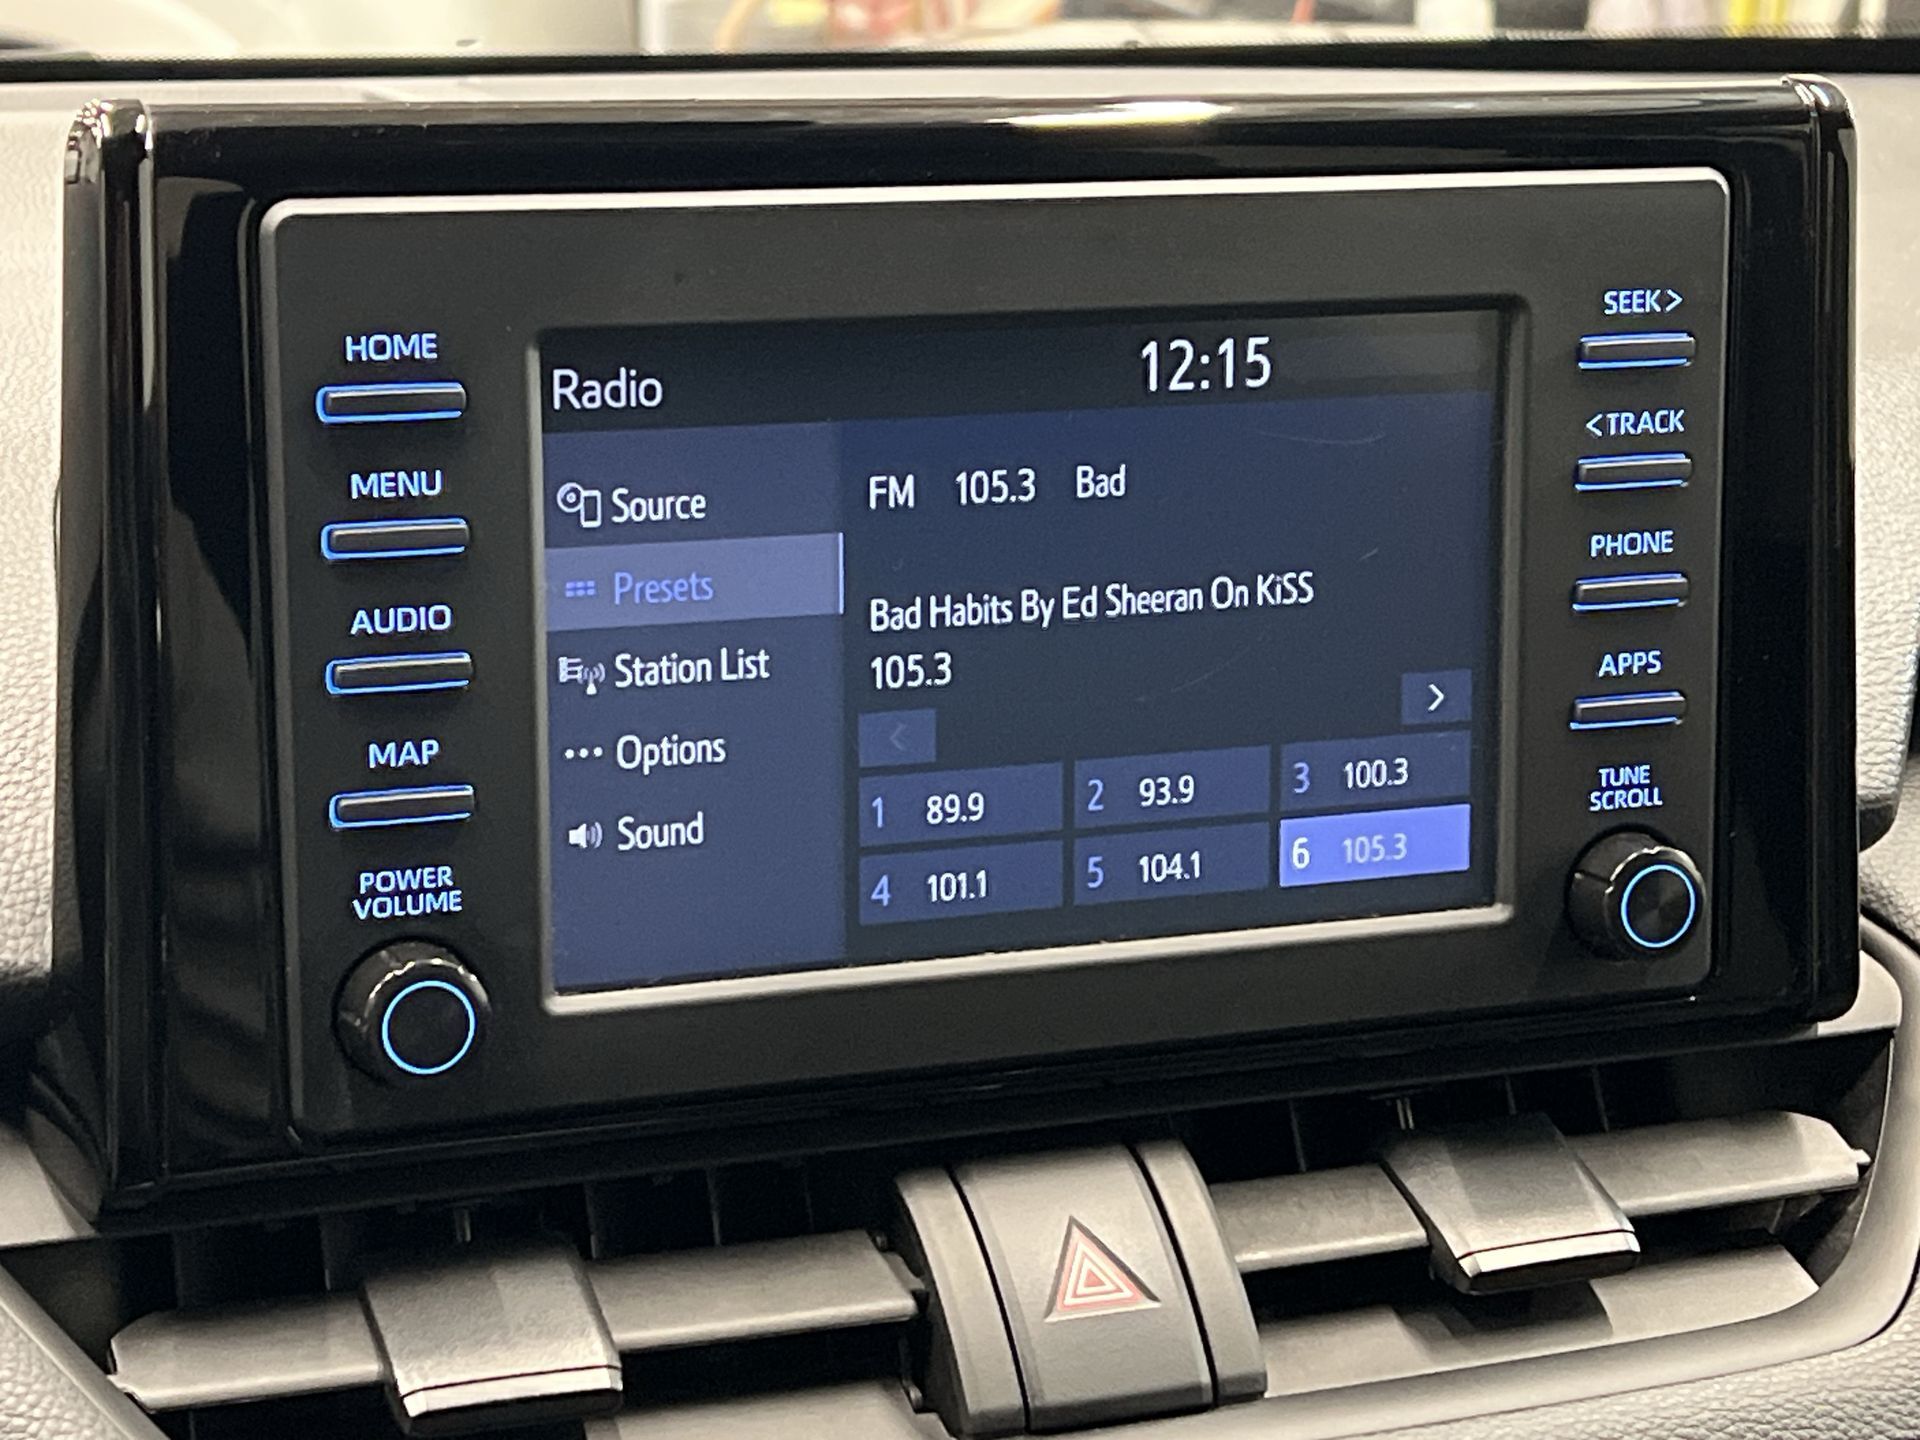 HOME
MENU
AUDIO
MAP
POWER
VOLUME
Radio
12:15
Source
Presets
Station List
Options
Sound
FM 105.3 Bad
Bad Habits By Ed Sheeran On KiSS
105.3
<
>
1 89.9
2 93.9
3 100.3
4 101.1
5 104.1
6 105.3
SEEK>
<TRACK
PHONE
APPS
TUNE
SCROLL